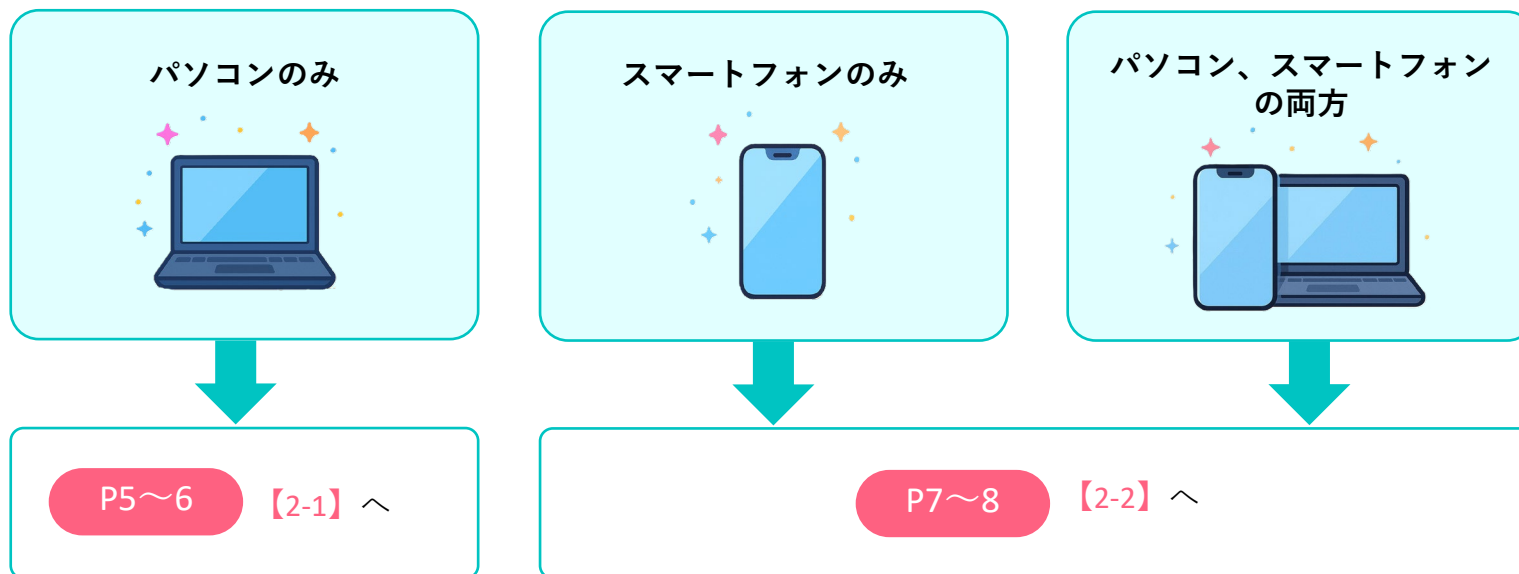 パソコンのみ
スマートフォンのみ
パソコン、スマートフォン
の両方
P5～6 【2-1】へ
P7～8 【2-2】へ